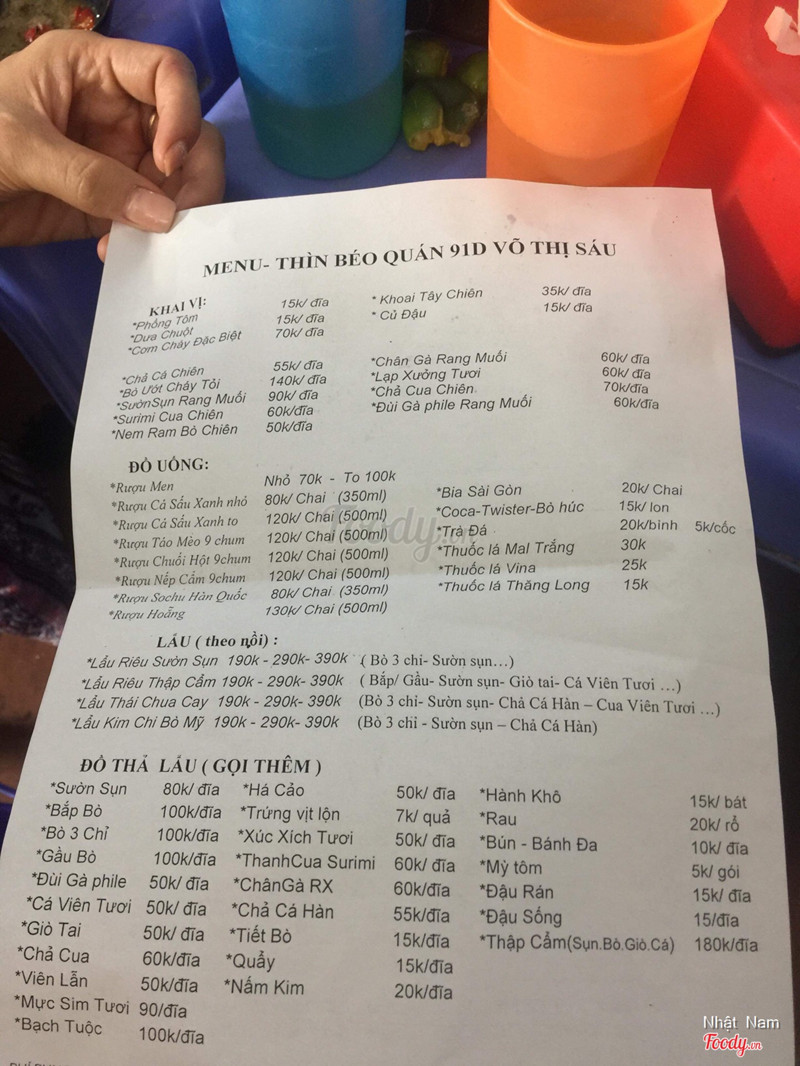 MENU- THÌN BÉO QUÁN 91D VÕ THỊ SÁU
KHAI VỊ:
*Phồng Tôm 15k/ đĩa * Khoai Tây Chiên 35k/ đĩa
*Dưa Chuột 15k/ đĩa * Củ Đậu 15k/ đĩa
*Cơm Cháy Đặc Biệt 70k/ đĩa
*Chả Cá Chiên 55k/ đĩa *Chân Gà Rang Muối 60k/ đĩa
*Bò Ướt Cháy Tỏi 140k/ đĩa *Lạp Xưởng Tươi 60k/ đĩa
*SườnSụn Rang Muối 90k/ đĩa *Chả Cua Chiên 70k/đĩa
*Surimi Cua Chiên 60k/đĩa *Đùi Gà phile Rang Muối 60k/đĩa
*Nem Ram Bò Chiên 50k/đĩa
ĐỒ UỐNG:
*Rượu Men Nhỏ 70k - To 100k *Bia Sài Gòn 20k/ Chai
*Rượu Cá Sấu Xanh nhỏ 80k/ Chai (350ml) *Coca-Twister-Bò húc 15k/ lon
*Rượu Cá Sấu Xanh to 120k/ Chai (500ml) *Trà Đá 20k/bình 5k/cốc
*Rượu Táo Mèo 9 chum 120k/ Chai (500ml) *Thuốc lá Mal Trắng 30k
*Rượu Chuối Hột 9chum 120k/ Chai (500ml) *Thuốc lá Vina 25k
*Rượu Nếp Cẩm 9chum 120k/ Chai (500ml) *Thuốc lá Thăng Long 15k
*Rượu Sochu Hàn Quốc 80k/ Chai (350ml)
*Rượu Hoẵng 130k/ Chai (500ml)
LẨU ( theo nồi) :
*Lẩu Riêu Sườn Sụn 190k - 290k- 390k ( Bò 3 chỉ- Sườn sụn…)
*Lẩu Riêu Thập Cẩm 190k - 290k- 390k ( Bắp/ Gầu- Sườn sụn- Giò tai- Cá Viên Tươi …)
*Lẩu Thái Chua Cay 190k - 290k- 390k (Bò 3 chỉ- Sườn sụn- Chả Cá Hàn – Cua Viên Tươi …)
*Lẩu Kim Chi Bò Mỹ 190k - 290k- 390k (Bò 3 chỉ - Sườn sụn – Chả Cá Hàn)
ĐỒ THẢ LẨU ( GỌI THÊM )
*Sườn Sụn 80k/ đĩa *Há Cảo 50k/ đĩa *Hành Khô 15k/ bát
*Bắp Bò 100k/đĩa *Trứng vịt lộn 7k/ quả *Rau 20k/ rổ
*Bò 3 Chỉ 100k/đĩa *Xúc Xích Tươi 50k/ đĩa *Bún - Bánh Đa 10k/ đĩa
*Gầu Bò 100k/đĩa *ThanhCua Surimi 60k/ đĩa *Mỳ tôm 5k/ gói
*Đùi Gà phile 50k/ đĩa *ChânGà RX 60k/đĩa *Đậu Rán 15k/ đĩa
*Cá Viên Tươi 50k/ đĩa *Chả Cá Hàn 55k/đĩa *Đậu Sống 15/đĩa
*Giò Tai 50k/ đĩa *Tiết Bò 15k/đĩa *Thập Cẩm(Sụn.Bò.Giò.Cá) 180k/đĩa
*Chả Cua 60k/đĩa *Quẩy 15k/đĩa
*Viên Lẩn 50k/đĩa *Nấm Kim 20k/đĩa
*Mực Sim Tươi 90/đĩa
*Bạch Tuộc 100k/đĩa
Foody.vn
Nhật Nam
Foody.vn